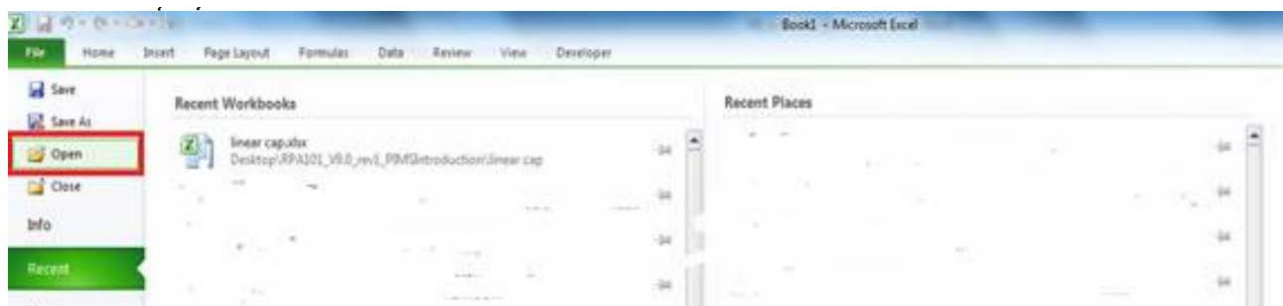 Book1 - Microsoft Excel
File Home Insert Page Layout Formulas Data Review View Developer
Save
Save As
Open
Close
Info
Recent
Recent Workbooks
linear cap.xlsx
Desktop\RPA101_V9.0_rev1_PIMS\Introduction\linear cap
Recent Places